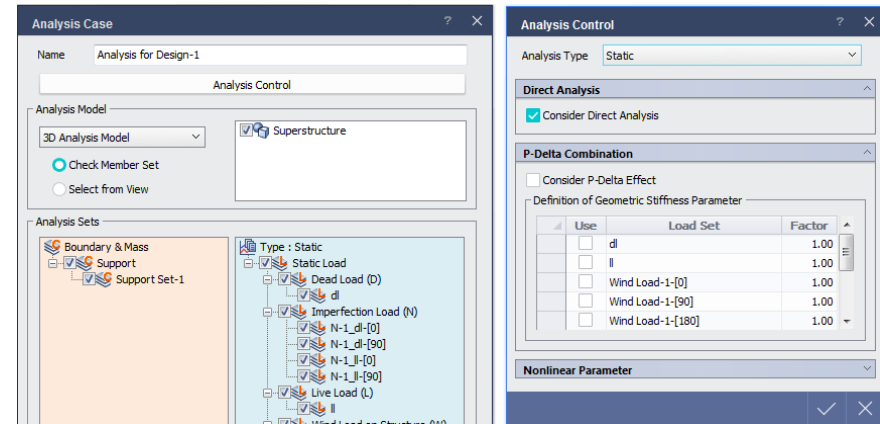 Analysis Case ?
Name Analysis for Design-1
Analysis Control
Analysis Model
3D Analysis Model
Check Member Set
Select from View
Superstructure
Analysis Sets
Boundary & Mass
Support
Support Set-1
Type : Static
Static Load
Dead Load (D)
dl
Imperfection Load (N)
N-1_dl-[0]
N-1_dl-[90]
N-1_ll-[0]
N-1_ll-[90]
Live Load (L)
ll
Wind Load on Structure (W)
Analysis Control ?
Analysis Type Static
Direct Analysis
Consider Direct Analysis
P-Delta Combination
Consider P-Delta Effect
Definition of Geometric Stiffness Parameter
Use Load Set Factor
dl 1.00
ll 1.00
Wind Load-1-[0] 1.00
Wind Load-1-[90] 1.00
Wind Load-1-[180] 1.00
Nonlinear Parameter